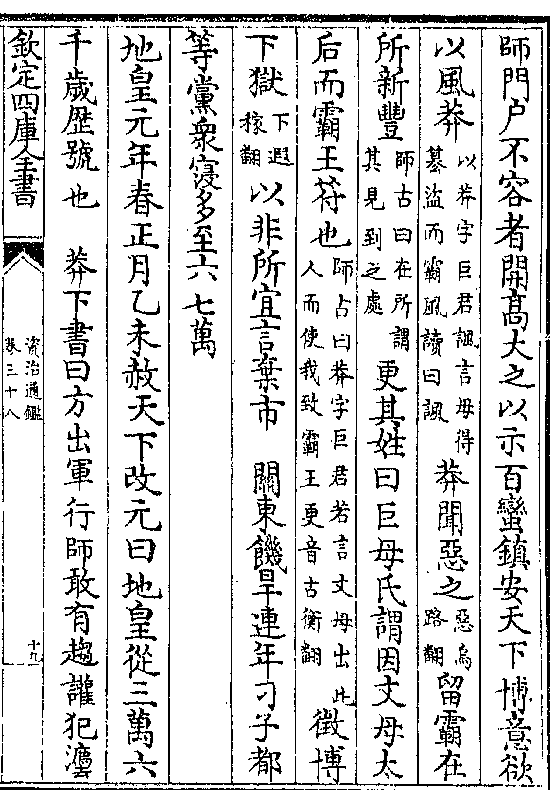 師門户不容者開髙大之以示百蠻鎮安天下博意欲
以風莽以莽字巨君諷言毋得簒盜而霸風讀曰諷莽聞惡之惡烏路翻留霸在
所新豐師古曰在所謂其見到之處更其姓曰巨毋氏謂因文母太
后而霸王符也師古曰莽字巨君若言文母出此人而使我致霸王更音古衡翻徵博
下獄下遐稼翻以非所宜言棄市　關東饑旱連年刁子都
等黨衆寖多至六七萬
地皇元年春正月乙未赦天下改元曰地皇從三萬六
千歳歴號也　莽下書曰方出軍行師敢有趨讙犯灋
欽定四庫全書
資治通鑑
卷三十八
十九